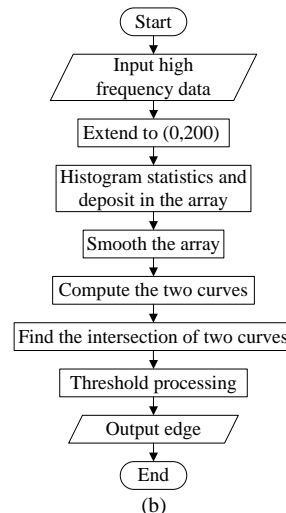 Start
Input high
frequency data
Extend to (0,200)
Histogram statistics and
deposit in the array
Smooth the array
Compute the two curves
Find the intersection of two curves
Threshold processing
Output edge
End
(b)